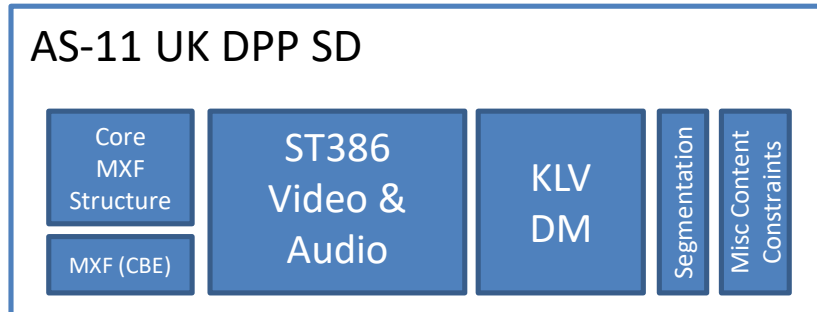 AS-11 UK DPP SD
Core
MXF
Structure
MXF (CBE)
ST386
Video &
Audio
KLV
DM
Segmentation
Misc Content
Constraints